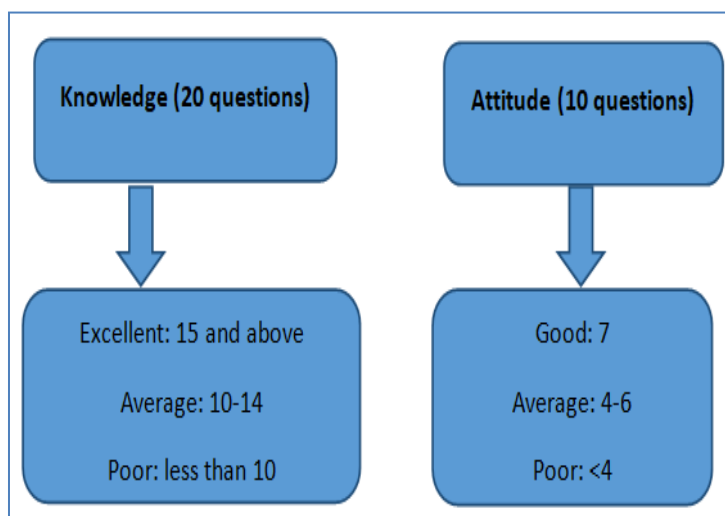 Knowledge (20 questions)
Attitude (10 questions)
Excellent: 15 and above
Average: 10-14
Poor: less than 10
Good: 7
Average: 4-6
Poor: <4